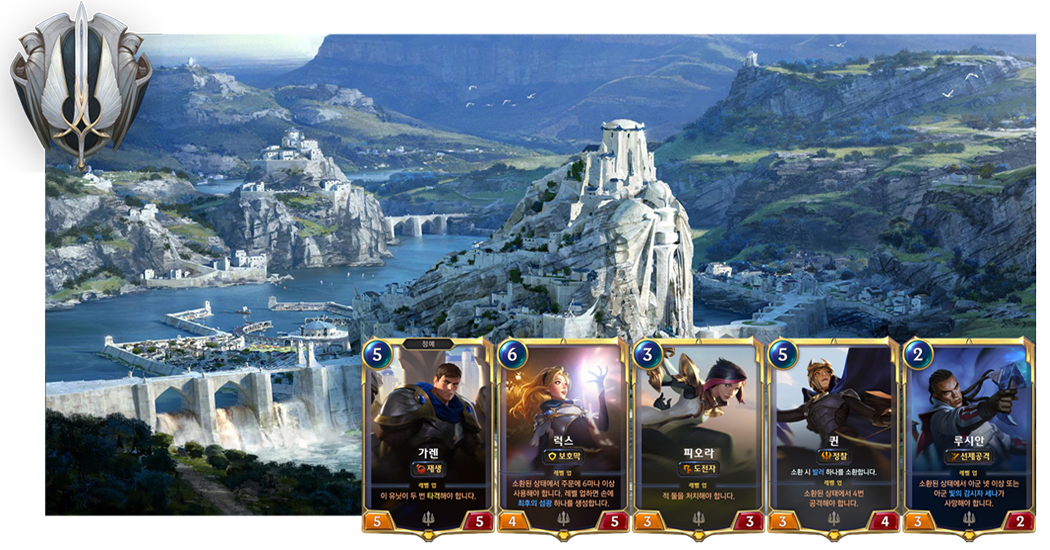 5
정예
가렌
재생
레벨 업
이 유닛이 두 번 타격해야 합니다.
5
5
6
럭스
보호막
레벨 업
소환된 상태에서 주문에 6마나 이상
사용해야 합니다. 레벨 업하면 손에
최후의 섬광 하나를 생성합니다.
4
5
3
피오라
도전자
레벨 업
적 둘을 처치해야 합니다.
3
3
5
퀸
정찰
소환 시 발러 하나를 소환합니다.
레벨 업
소환된 상태에서 4번
공격해야 합니다.
3
4
2
루시안
선제공격
레벨 업
소환된 상태에서 아군 넷 이상 또는
아군 빛의 감시자 세나가
사망해야 합니다.
3
2